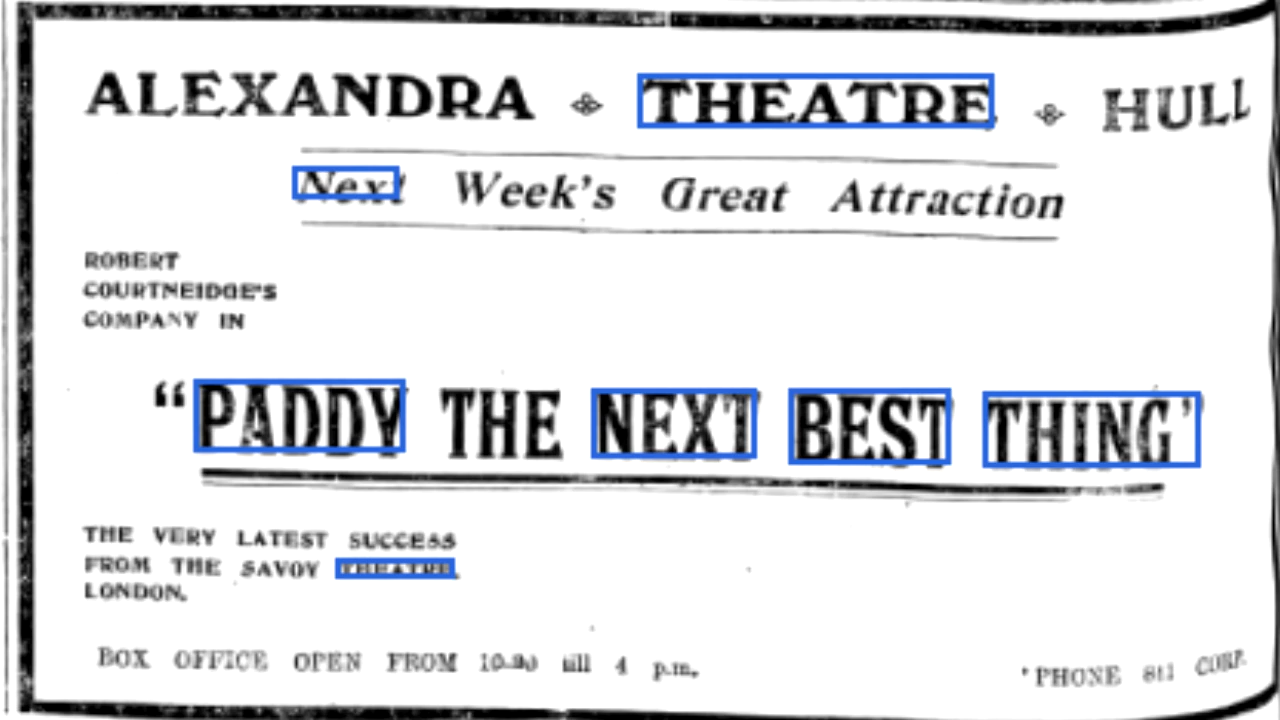 ALEXANDRA THEATRE HULL
Next Week's Great Attraction
ROBERT
COURTNEIDGE'S
COMPANY IN
"PADDY THE NEXT BEST THING'
THE VERY LATEST SUCCESS
FROM THE SAVOY THEATRE,
LONDON.
BOX OFFICE OPEN FROM till 4 p.m.
'PHONE CORP.